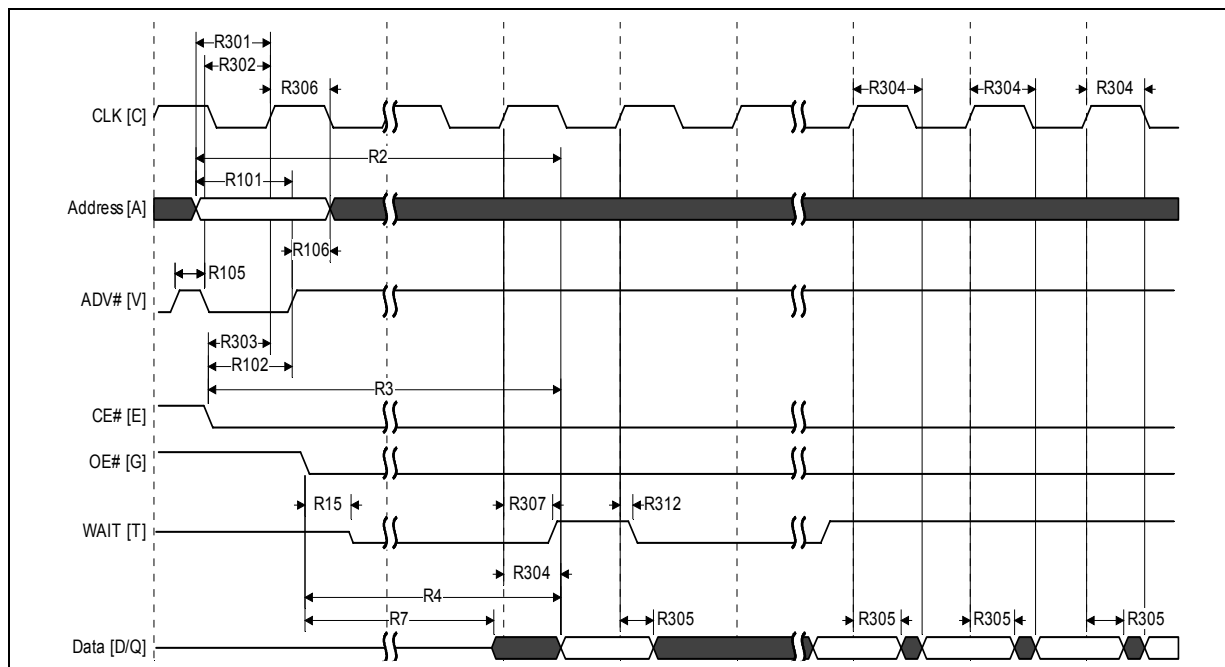 R301
R302
R306
R304
R304
R304
CLK [C]
R2
R101
Address [A]
R106
R105
ADV# [V]
R303
R102
R3
CE# [E]
OE# [G]
R15
R307
R312
WAIT [T]
R304
R4
R7
R305
R305
R305
R305
Data [D/Q]